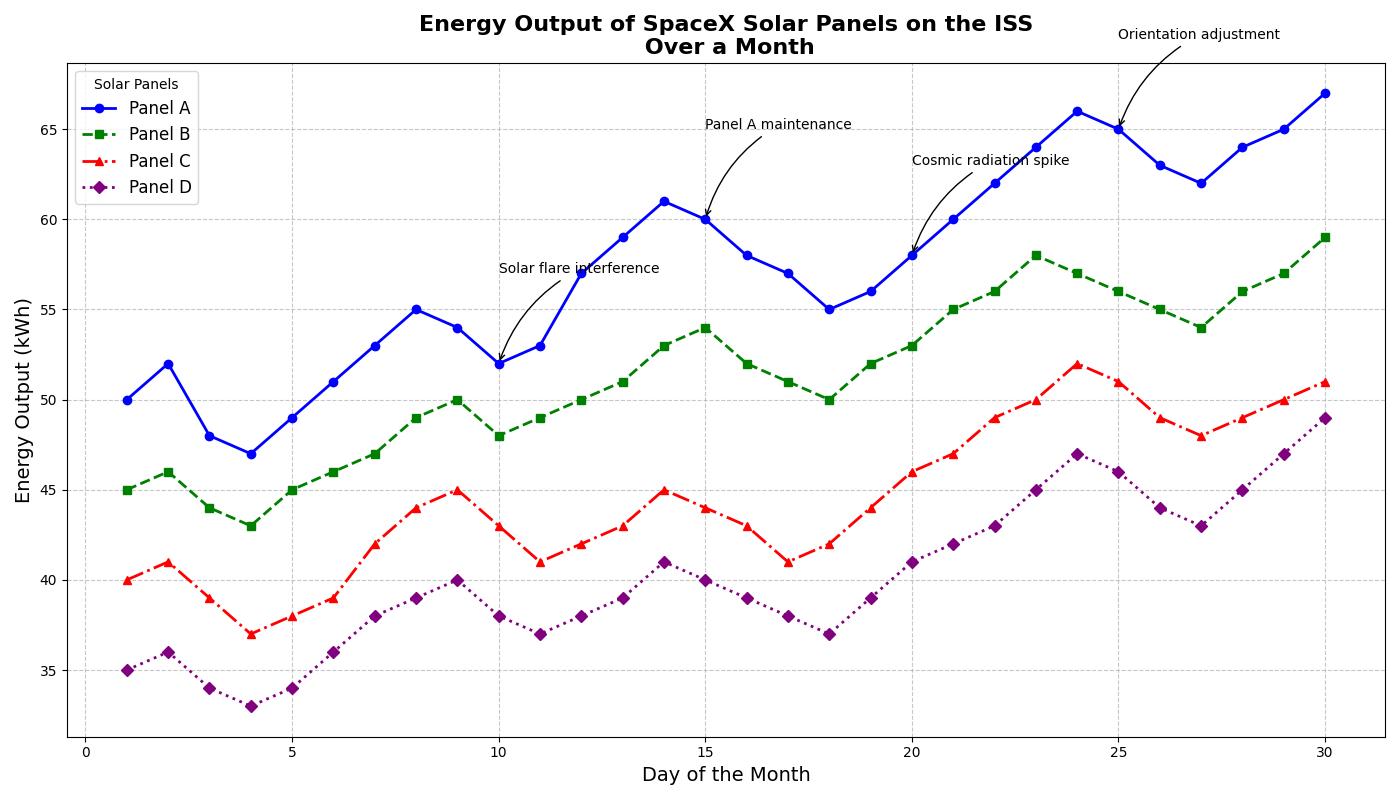 Energy Output of SpaceX Solar Panels on the ISS
Over a Month
Orientation adjustment
Solar Panels
Panel A
Panel B
Panel C
Panel D
Panel A maintenance
Cosmic radiation spike
Solar flare interference
Energy Output (kWh)
65
60
55
50
45
40
35
0 5 10 15 20 25 30
Day of the Month